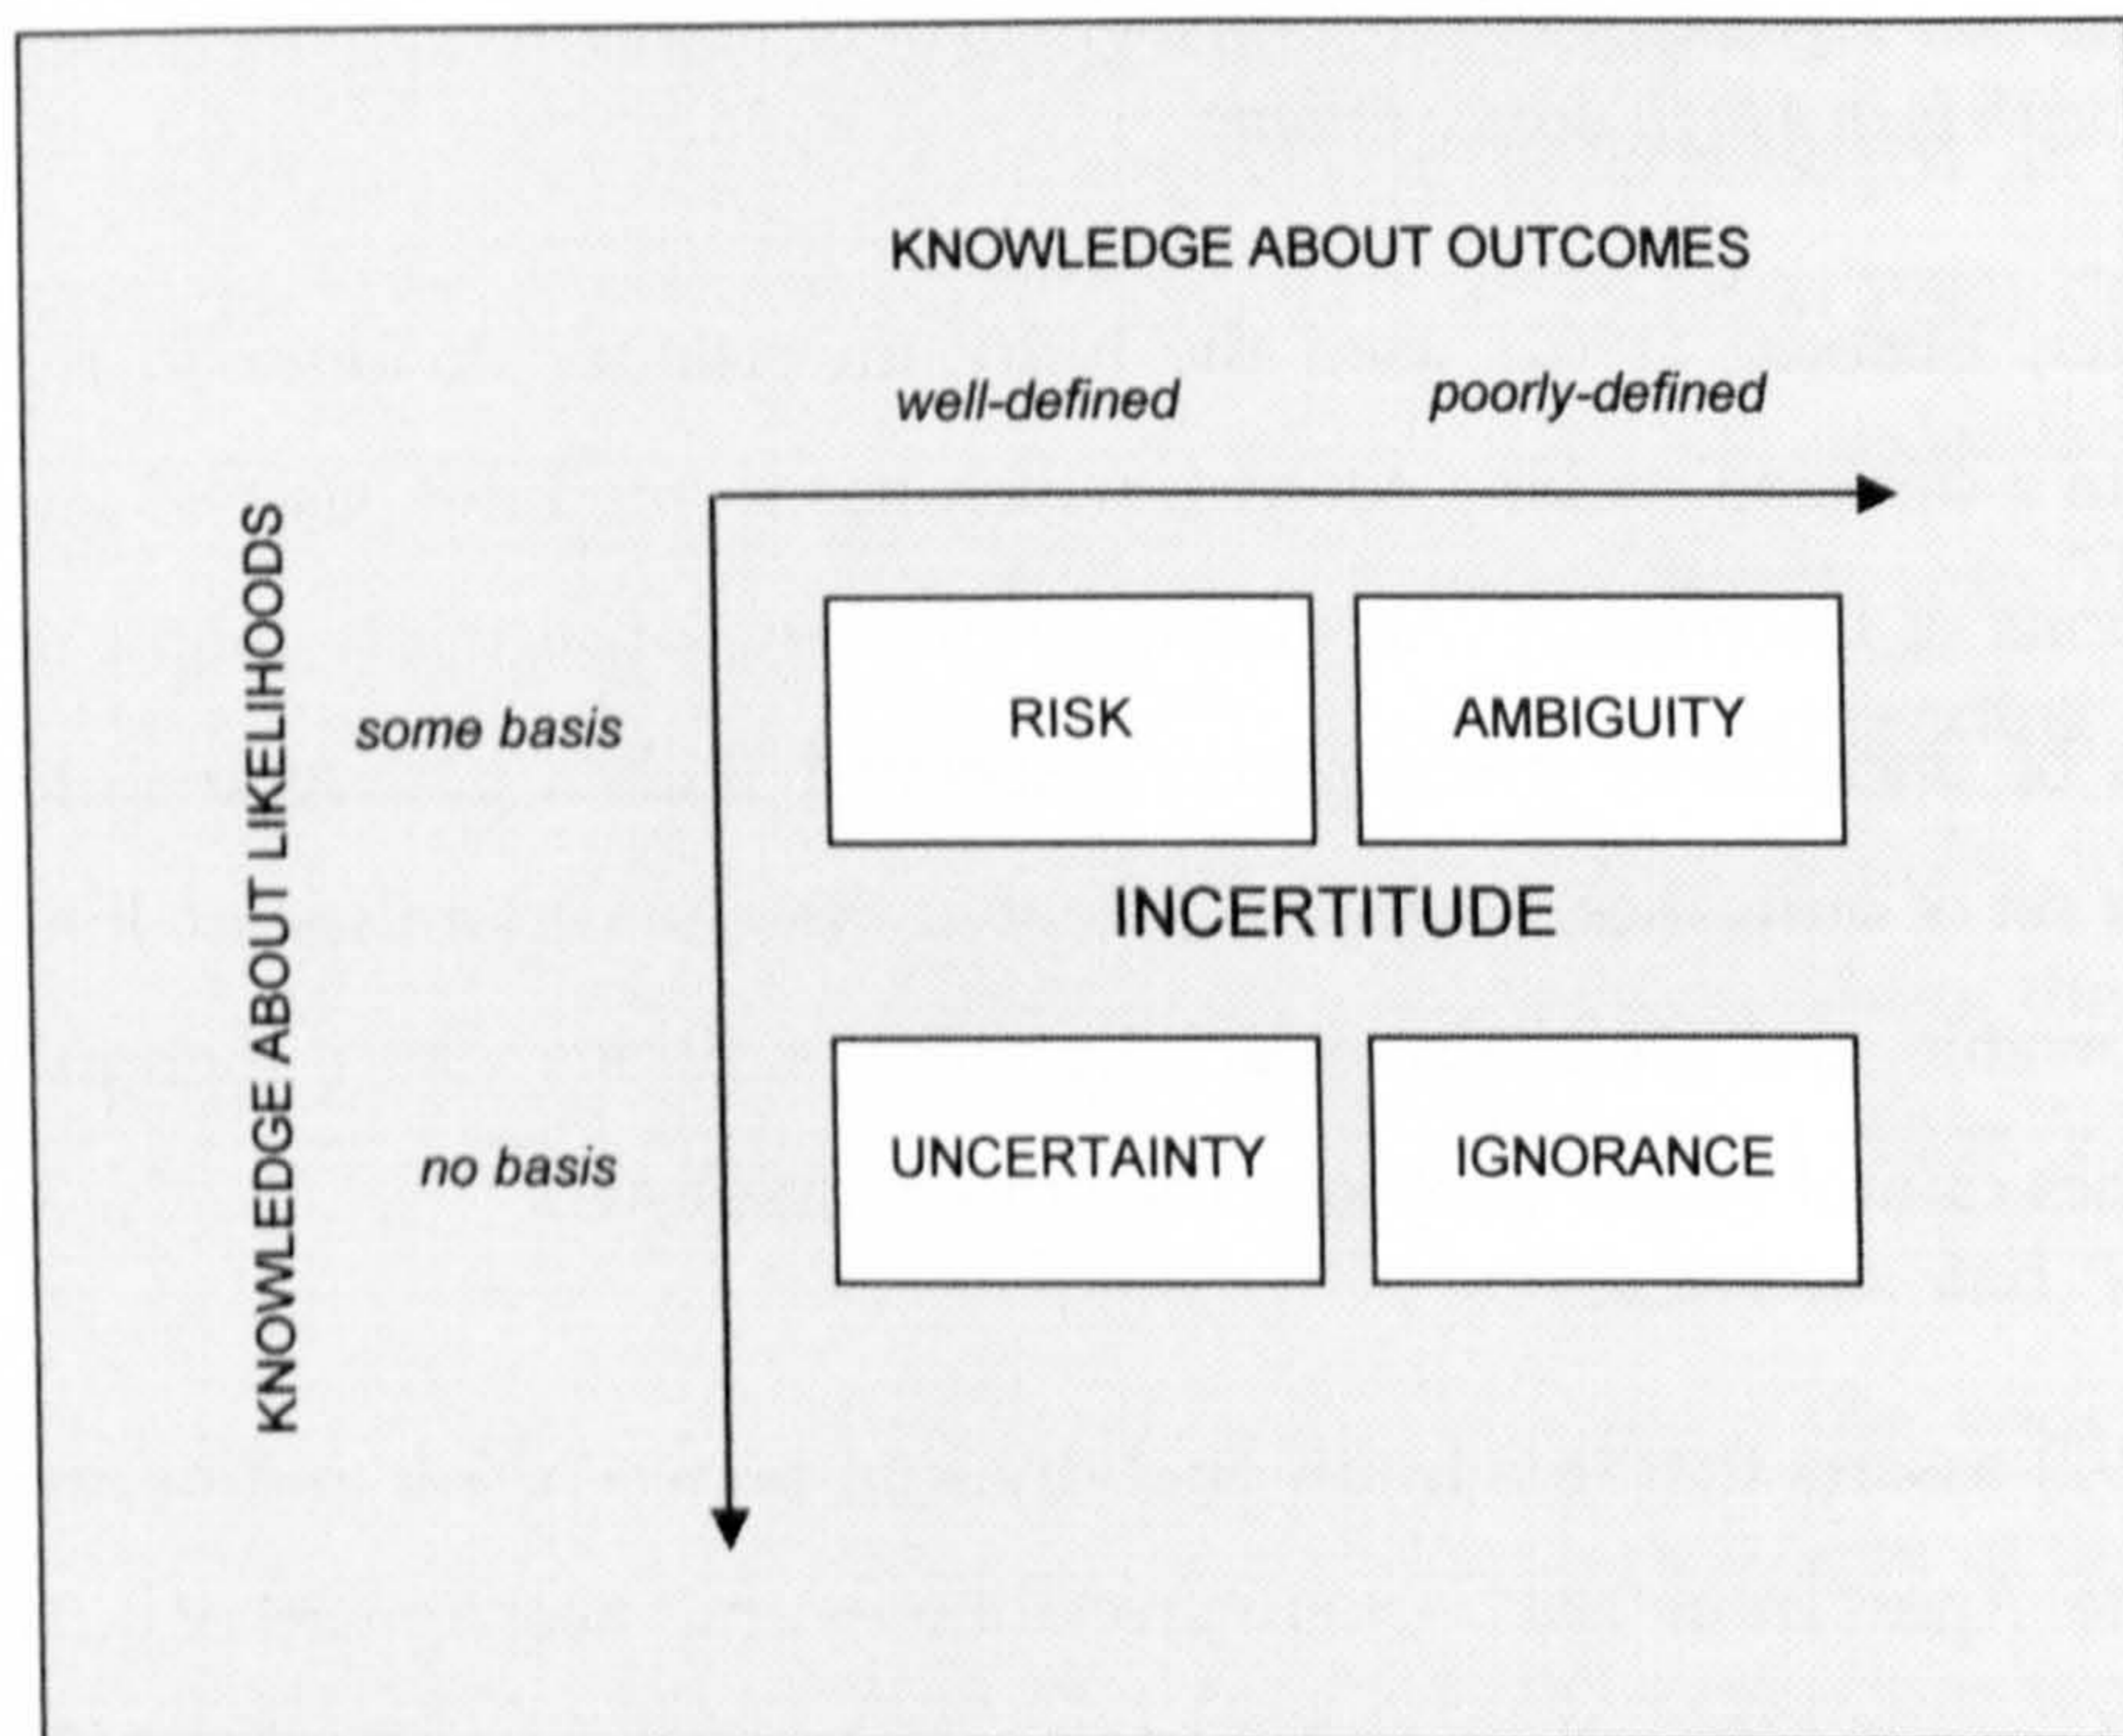 KNOWLEDGE ABOUT OUTCOMES
well-defined poorly-defined
KNOWLEDGE ABOUT LIKELIHOODS
some basis
RISK AMBIGUITY
INCERTITUDE
no basis
UNCERTAINTY IGNORANCE